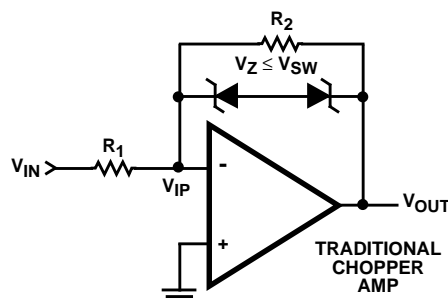 R2
VZ ≤ VSW
R1
VIN
VIP
-
+
VOUT
TRADITIONAL
CHOPPER
AMP